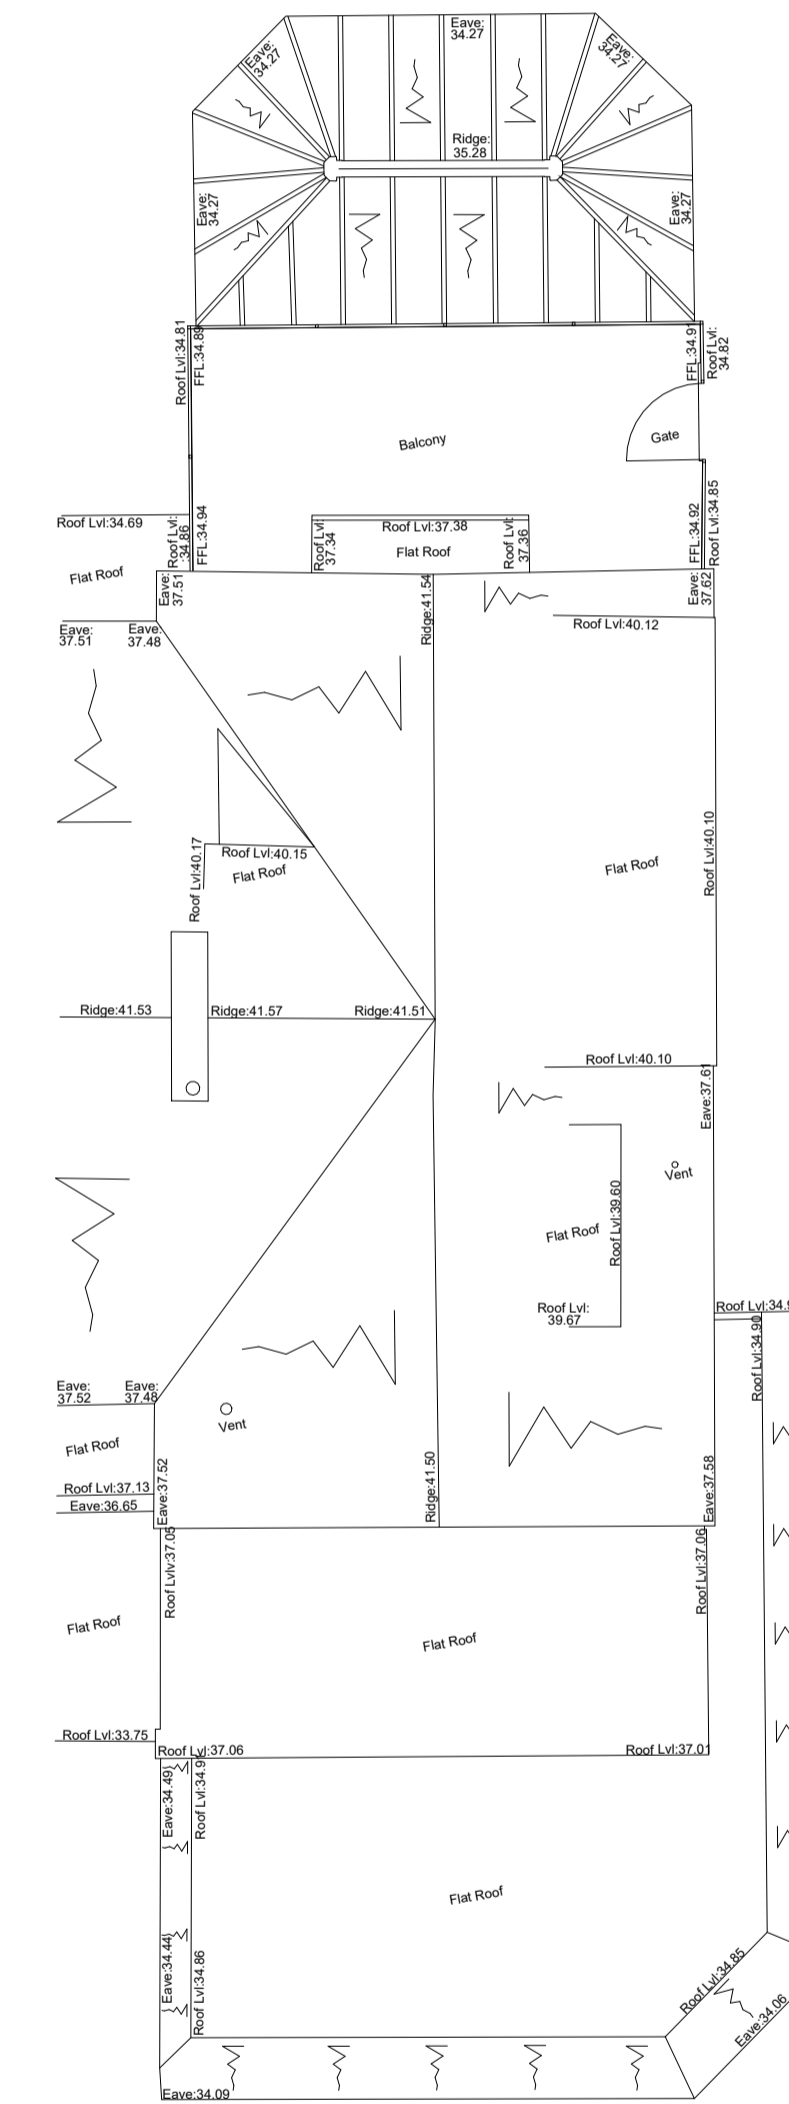 Eave:
34.27
Eave:
34.27
Eave:
34.27
Ridge:
35.28
Eave:
34.27
Eave:
34.27
Roof Lvl:34.81
FFL:34.89
FFL:34.91
Roof Lvl:
34.82
Balcony
Gate
Roof Lvl:34.69
Roof Lvl:
34.86
FFL:34.94
Roof Lvl:
37.34
Roof Lvl:37.38
Flat Roof
Roof Lvl:
37.36
FFL:34.92
Roof Lvl:34.85
Flat Roof
Eave:
37.51
Ridge:41.54
Eave:
37.62
Eave:
37.51
Eave:
37.48
Roof Lvl:40.12
Roof Lvl:40.17
Roof Lvl:40.15
Flat Roof
Flat Roof
Roof Lvl:40.10
Ridge:41.53
Ridge:41.57
Ridge:41.51
Roof Lvl:40.10
Eave:37.61
Vent
Flat Roof
Roof Lvl:39.60
Roof Lvl:
39.67
Roof Lvl:34.9
Roof Lvl:34.90
Eave:
37.52
Eave:
37.48
Vent
Flat Roof
Roof Lvl:37.13
Eave:36.65
Eave:37.52
Ridge:41.50
Eave:37.58
Roof Lvlv:37.05
Roof Lvl:37.06
Flat Roof
Flat Roof
Roof Lvl:33.75
Roof Lvl:37.06
Roof Lvl:37.01
Eave:34.49
Roof Lvl:34.91
Flat Roof
Eave:34.44
Roof Lvl:34.86
Roof Lvl:34.85
Eave:34.06
Eave:34.09